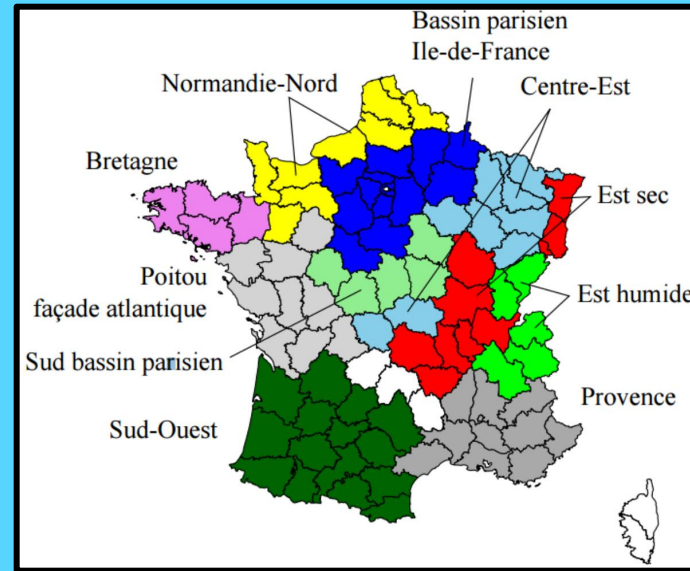 Bassin parisien
Ile-de-France
Normandie-Nord
Centre-Est
Bretagne
Est sec
Poitou
façade atlantique
Est humide
Sud bassin parisien
Provence
Sud-Ouest